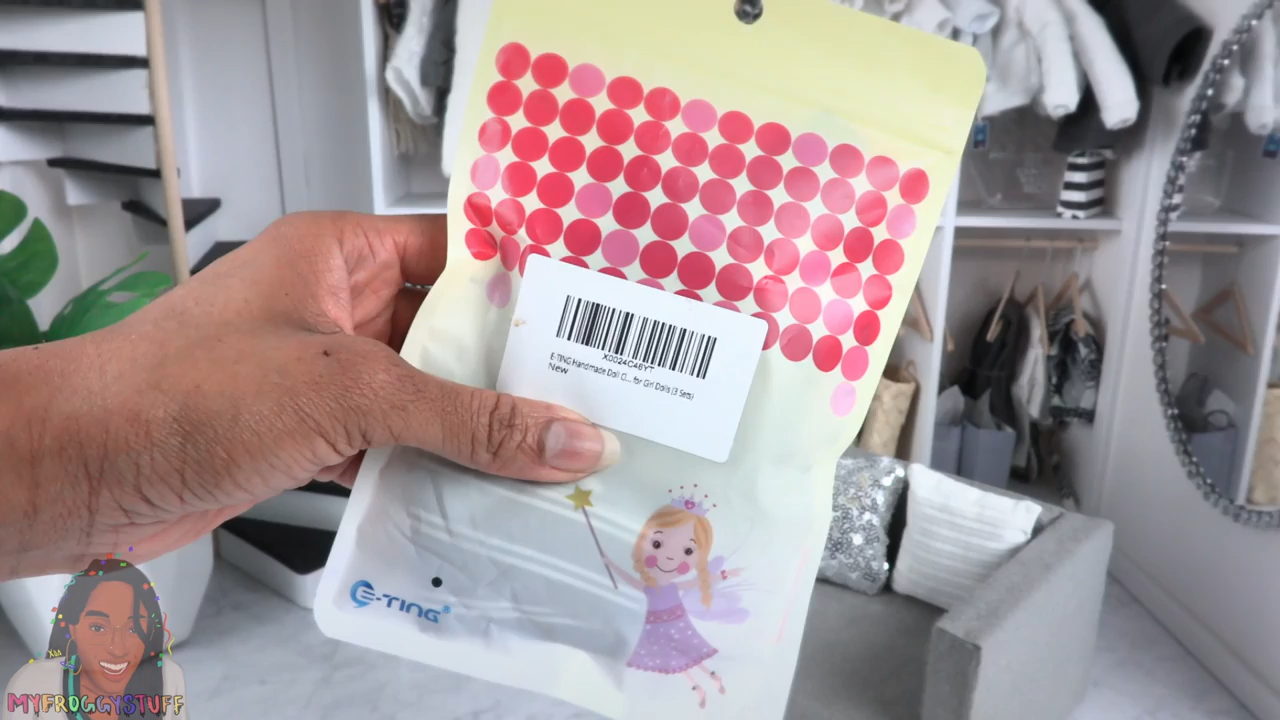 X0024C46YT
E-TING Handmade Doll Cl... for Girl Dolls (3 Sets)
New
E-TING®
MYFROGGYSTUFF